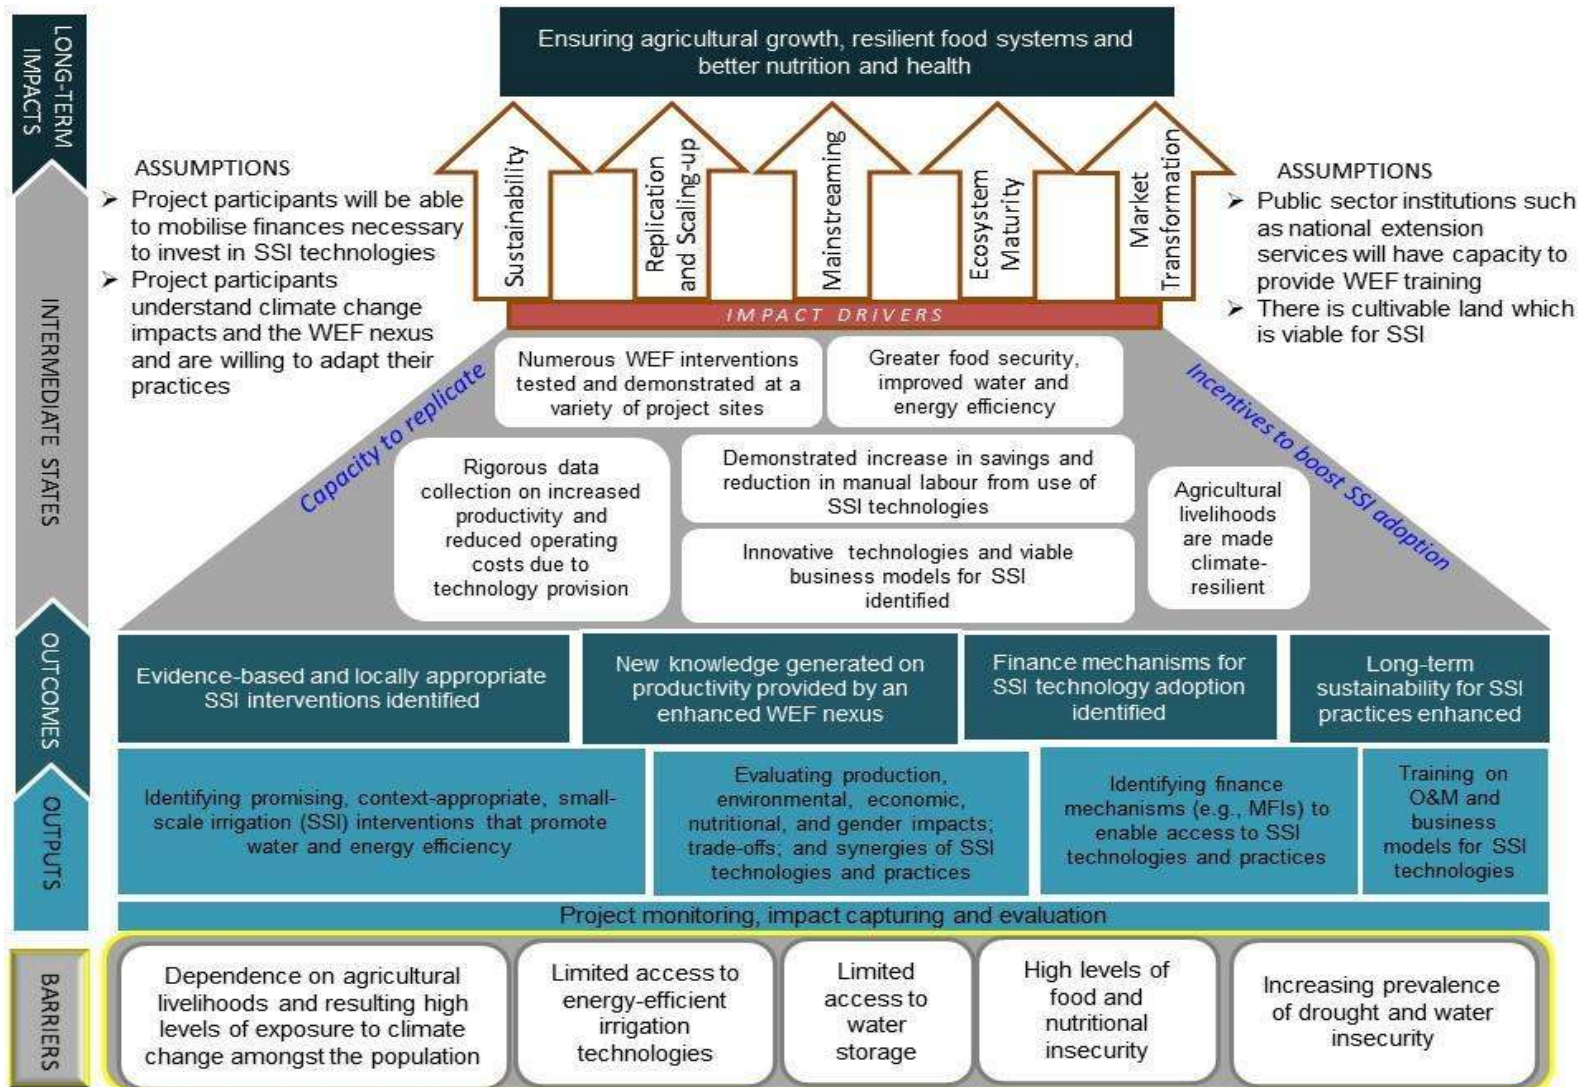 LONG-TERM
IMPACTS
Ensuring agricultural growth, resilient food systems and
better nutrition and health
Sustainability
Replication
and Scaling-up
Mainstreaming
Ecosystem
Maturity
Market
Transformation
IMPACT DRIVERS
ASSUMPTIONS
➢ Project participants will be able
to mobilise finances necessary
to invest in SSI technologies
➢ Project participants
understand climate change
impacts and the WEF nexus
and are willing to adapt their
practices
ASSUMPTIONS
➢ Public sector institutions such
as national extension
services will have capacity to
provide WEF training
➢ There is cultivable land which
is viable for SSI
INTERMEDIATE STATES
Capacity to replicate
Incentives to boost SSI adoption
Numerous WEF interventions
tested and demonstrated at a
variety of project sites
Greater food security,
improved water and
energy efficiency
Rigorous data
collection on increased
productivity and
reduced operating
costs due to
technology provision
Demonstrated increase in savings and
reduction in manual labour from use of
SSI technologies
Innovative technologies and viable
business models for SSI
identified
Agricultural
livelihoods
are made
climate-
resilient
OUTCOMES
Evidence-based and locally appropriate
SSI interventions identified
New knowledge generated on
productivity provided by an
enhanced WEF nexus
Finance mechanisms for
SSI technology adoption
identified
Long-term
sustainability for SSI
practices enhanced
OUTPUTS
Identifying promising, context-appropriate, small-
scale irrigation (SSI) interventions that promote
water and energy efficiency
Evaluating production,
environmental, economic,
nutritional, and gender impacts;
trade-offs; and synergies of SSI
technologies and practices
Identifying finance
mechanisms (e.g., MFIs) to
enable access to SSI
technologies and practices
Training on
O&M and
business
models for SSI
technologies
Project monitoring, impact capturing and evaluation
BARRIERS
Dependence on agricultural
livelihoods and resulting high
levels of exposure to climate
change amongst the population
Limited access to
energy-efficient
irrigation
technologies
Limited
access to
water
storage
High levels of
food and
nutritional
insecurity
Increasing prevalence
of drought and water
insecurity